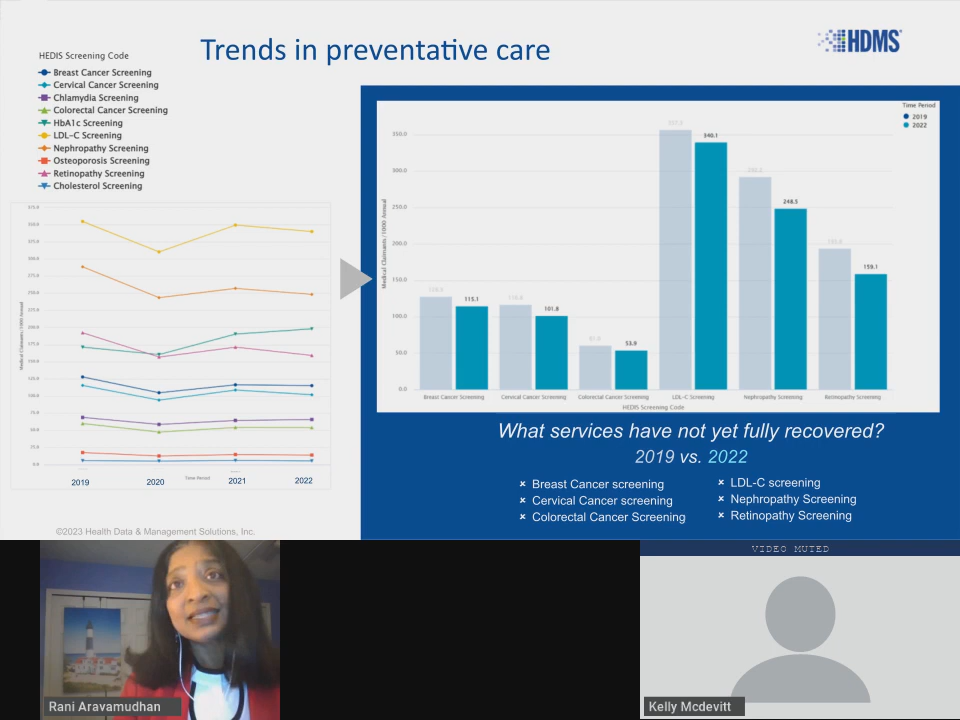 Trends in preventative care
HDMS
HEDIS Screening Code
Breast Cancer Screening
Cervical Cancer Screening
Chlamydia Screening
Colorectal Cancer Screening
HbA1c Screening
LDL-C Screening
Nephropathy Screening
Osteoporosis Screening
Retinopathy Screening
Cholesterol Screening
Medical Claimants/1000 Annual
2019
2020
Time Period
2021
2022
Time Period
2019
2022
350.0
300.0
250.0
200.0
150.0
100.0
50.0
0.0
Medical Claimants/1000 Annual
115.1
101.8
53.9
340.1
248.5
159.1
Breast Cancer Screening
Cervical Cancer Screening
Colorectal Cancer Screening
LDL-C Screening
Nephropathy Screening
Retinopathy Screening
HEDIS Screening Code
What services have not yet fully recovered?
2019 vs. 2022
Breast Cancer screening
Cervical Cancer screening
Colorectal Cancer Screening
LDL-C screening
Nephropathy Screening
Retinopathy Screening
©2023 Health Data & Management Solutions, Inc.
VIDEO MUTED
Rani Aravamudhan
Kelly Mcdevitt